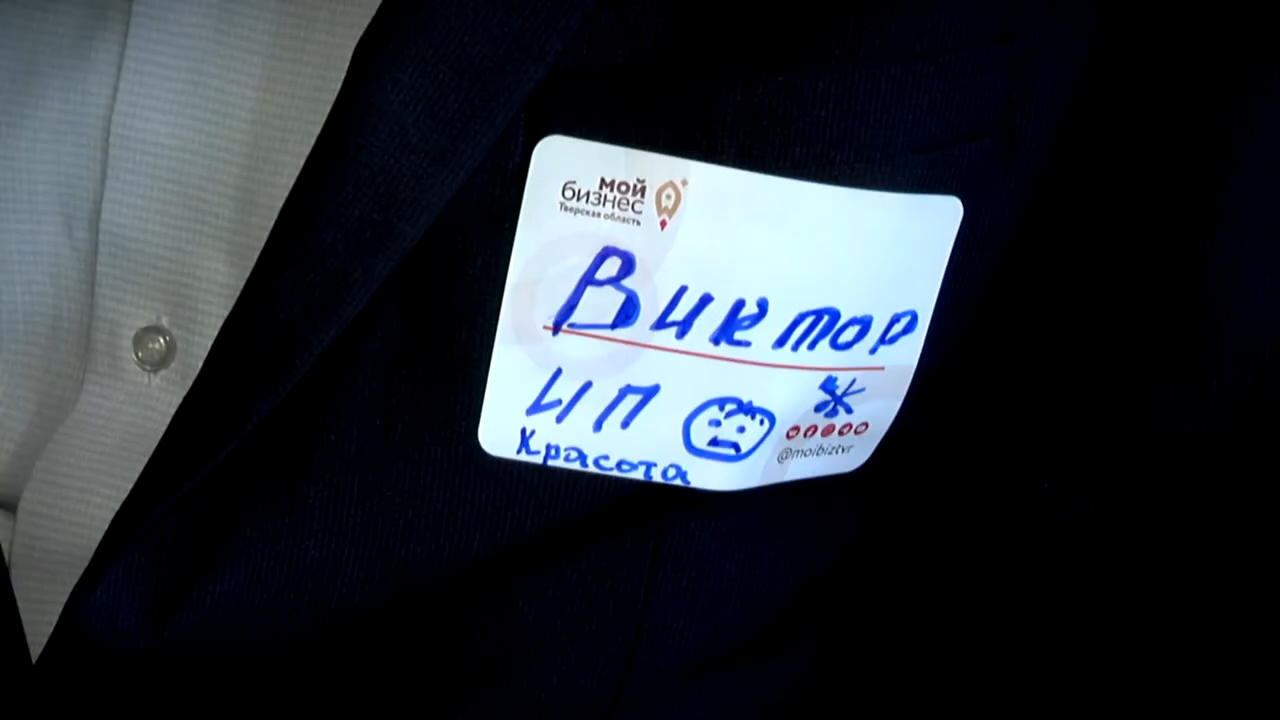 мой
бизнес
Тверская область
Виктор
ИП
Красота
@moibiztvr